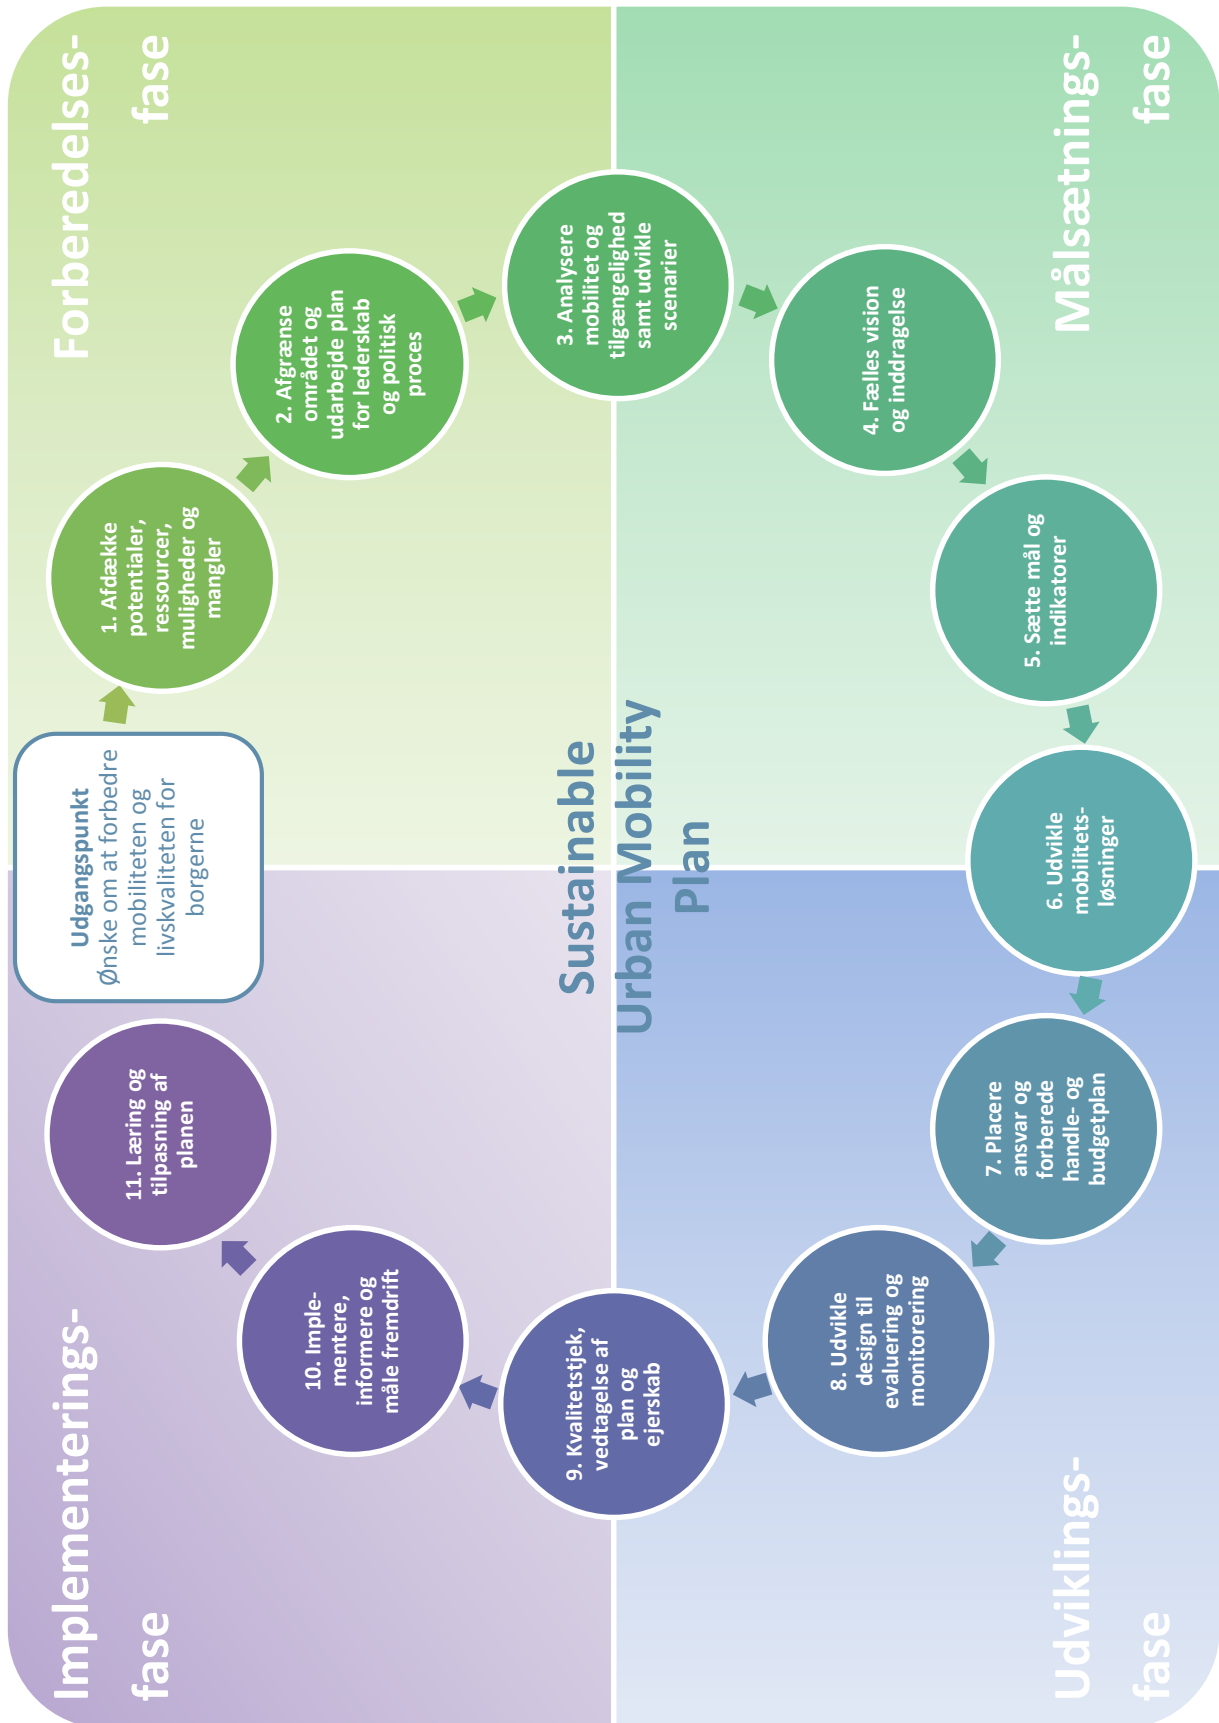 Implementerings-
fase
Forberedelses-
fase
Udgangspunkt
Ønske om at forbedre
mobiliteten og
livskvaliteten for
borgerne
1. Afdække
potentialer,
ressourcer,
muligheder og
mangler
2. Afgrænse
området og
udarbejde plan
for lederskab
og politisk
proces
3. Analysere
mobilitet og
tilgængelighed
samt udvikle
scenarier
4. Fælles vision
og inddragelse
5. Sætte mål og
indikatorer
6. Udvikle
mobilitets-
løsninger
7. Placere
ansvar og
forberede
handle- og
budgetplan
8. Udvikle
design til
evaluering og
monitorering
9. Kvalitetstjek,
vedtagelse af
plan og
ejerskab
10. Imple-
mentere,
informere og
måle fremdrift
11. Læring og
tilpasning af
planen
Sustainable
Urban Mobility
Plan
Udviklings-
fase
Målsætnings-
fase